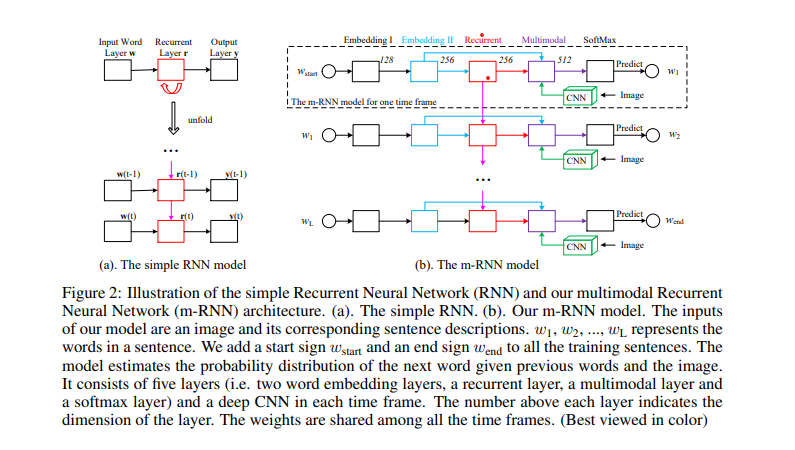 Input Word Layer w
Recurrent Layer r
Output Layer y
unfold
...
w(t-1) r(t-1) y(t-1)
w(t) r(t) y(t)
(a). The simple RNN model
Embedding I Embedding II Recurrent Multimodal SoftMax
128 256 256 512
wstart Predict w1
CNN Image
The m-RNN model for one time frame
w1 Predict w2
CNN Image
...
wL Predict wend
CNN Image
(b). The m-RNN model
Figure 2: Illustration of the simple Recurrent Neural Network (RNN) and our multimodal Recurrent
Neural Network (m-RNN) architecture. (a). The simple RNN. (b). Our m-RNN model. The inputs
of our model are an image and its corresponding sentence descriptions. w1, w2, ..., wL represents the
words in a sentence. We add a start sign wstart and an end sign wend to all the training sentences. The
model estimates the probability distribution of the next word given previous words and the image.
It consists of five layers (i.e. two word embedding layers, a recurrent layer, a multimodal layer and
a softmax layer) and a deep CNN in each time frame. The number above each layer indicates the
dimension of the layer. The weights are shared among all the time frames. (Best viewed in color)